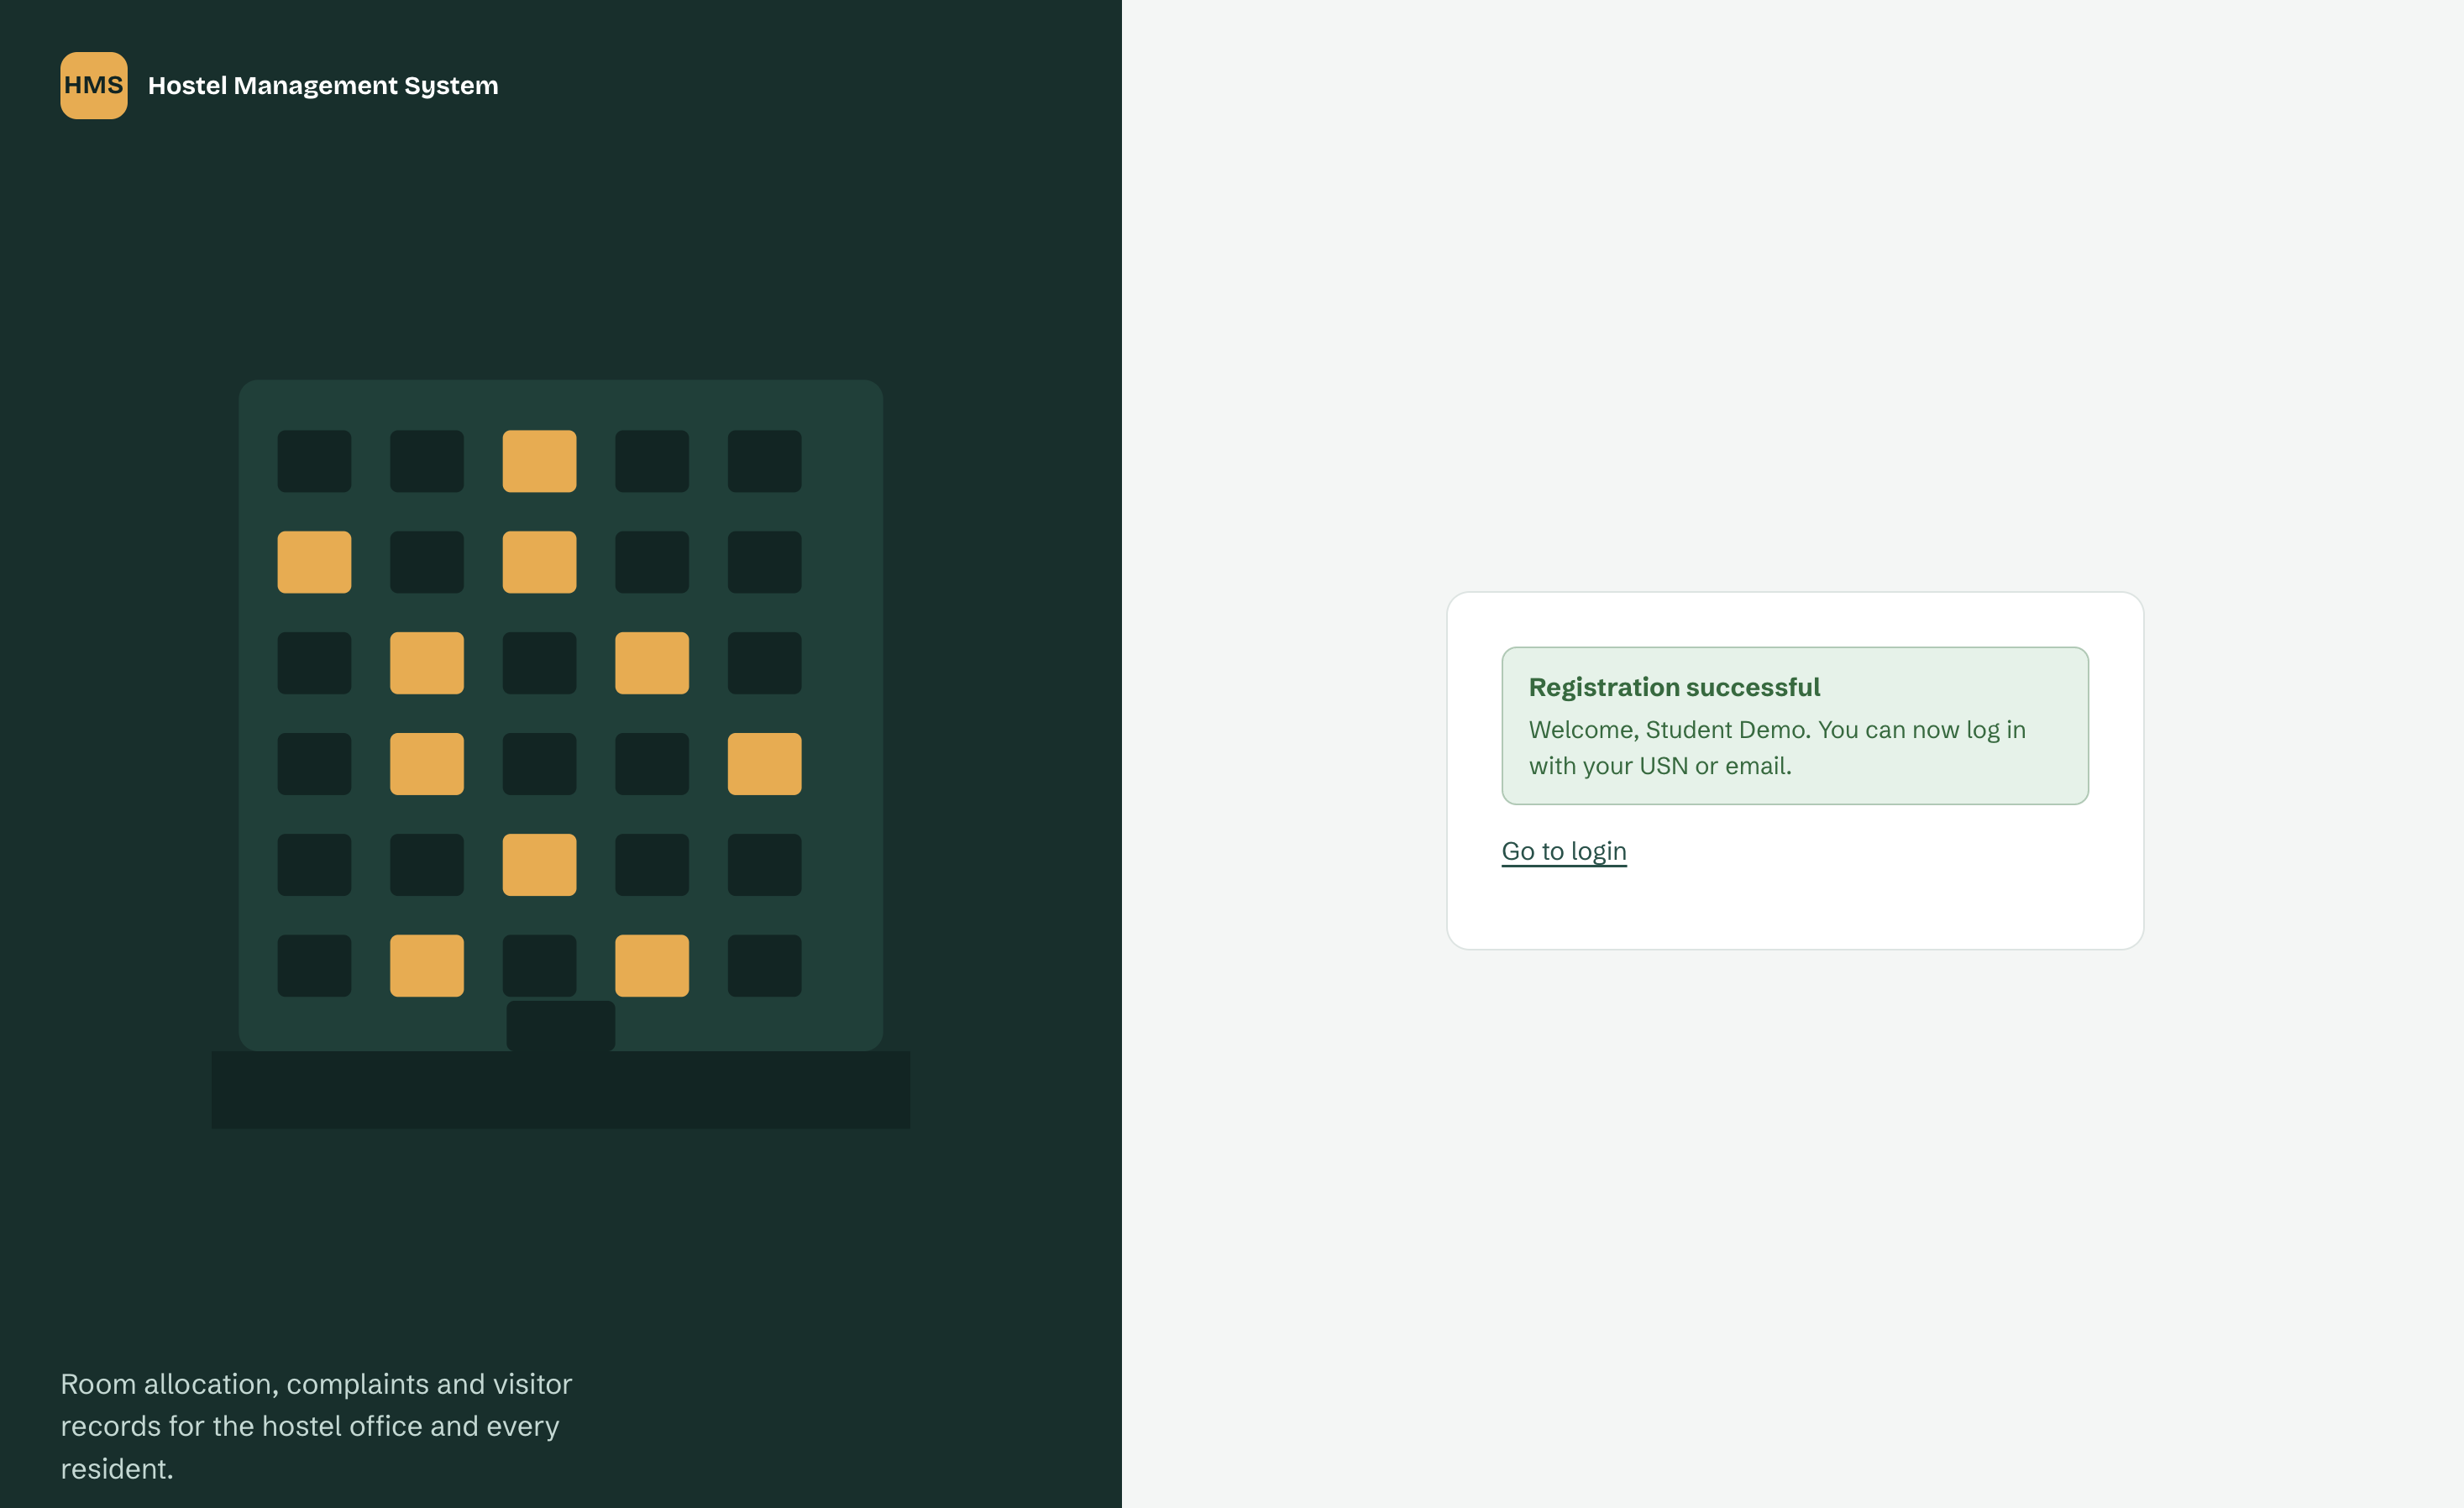 HMS
Hostel Management System
Registration successful
Welcome, Student Demo. You can now log in
with your USN or email.
Go to login
Room allocation, complaints and visitor
records for the hostel office and every
resident.